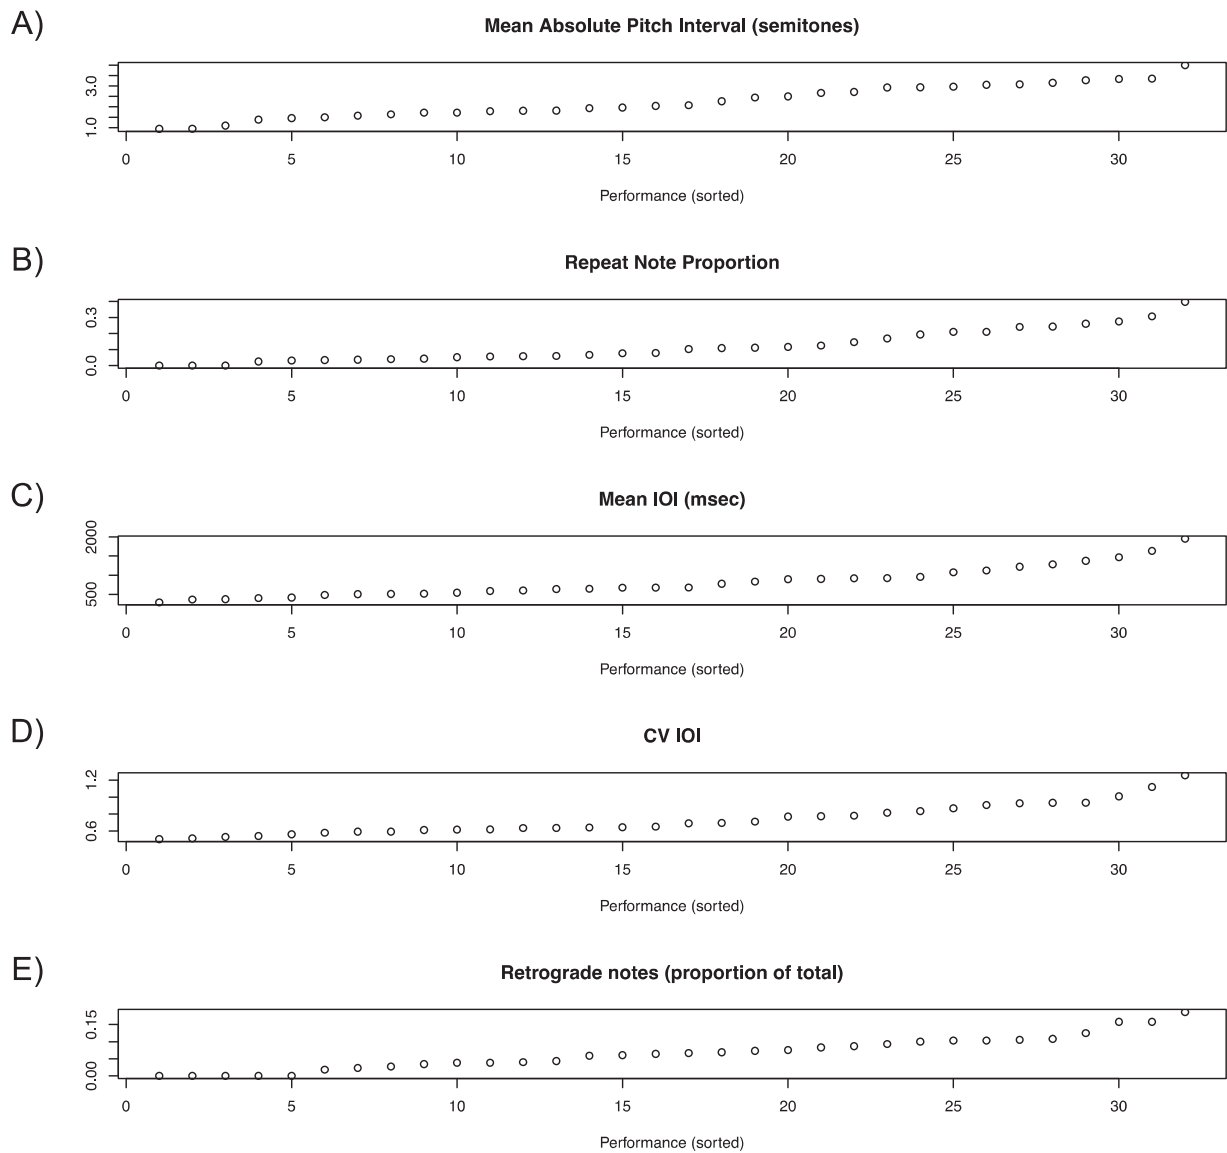 A)
Mean Absolute Pitch Interval (semitones)
3.0
1.0
0 5 10 15 20 25 30
Performance (sorted)
B)
Repeat Note Proportion
0.3
0.0
0 5 10 15 20 25 30
Performance (sorted)
C)
Mean IOI (msec)
2000
500
0 5 10 15 20 25 30
Performance (sorted)
D)
CV IOI
1.2
0.6
0 5 10 15 20 25 30
Performance (sorted)
E)
Retrograde notes (proportion of total)
0.15
0.00
0 5 10 15 20 25 30
Performance (sorted)